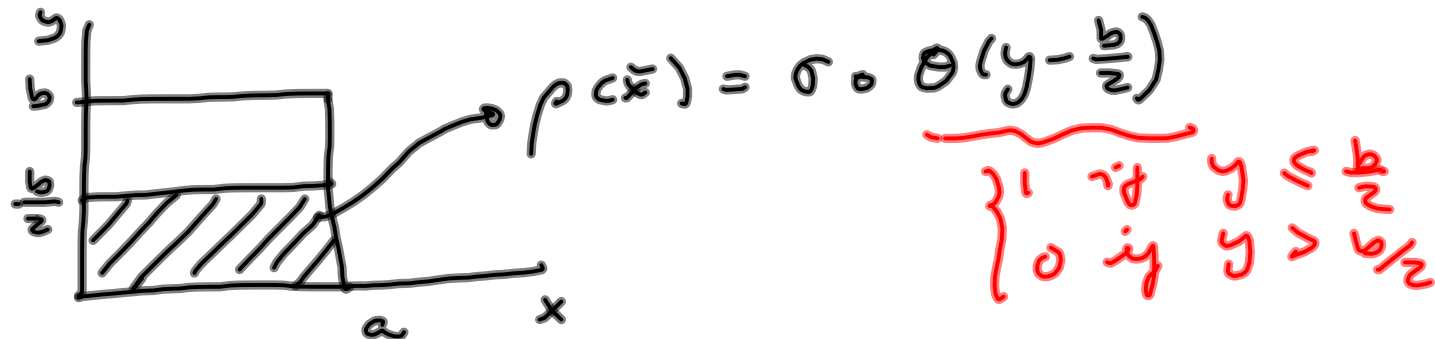 y
b
ρ(x̄) = σ₀ θ(y - b/2)
b/2
{ 1 if y ≤ b/2
0 if y > b/2
a
x